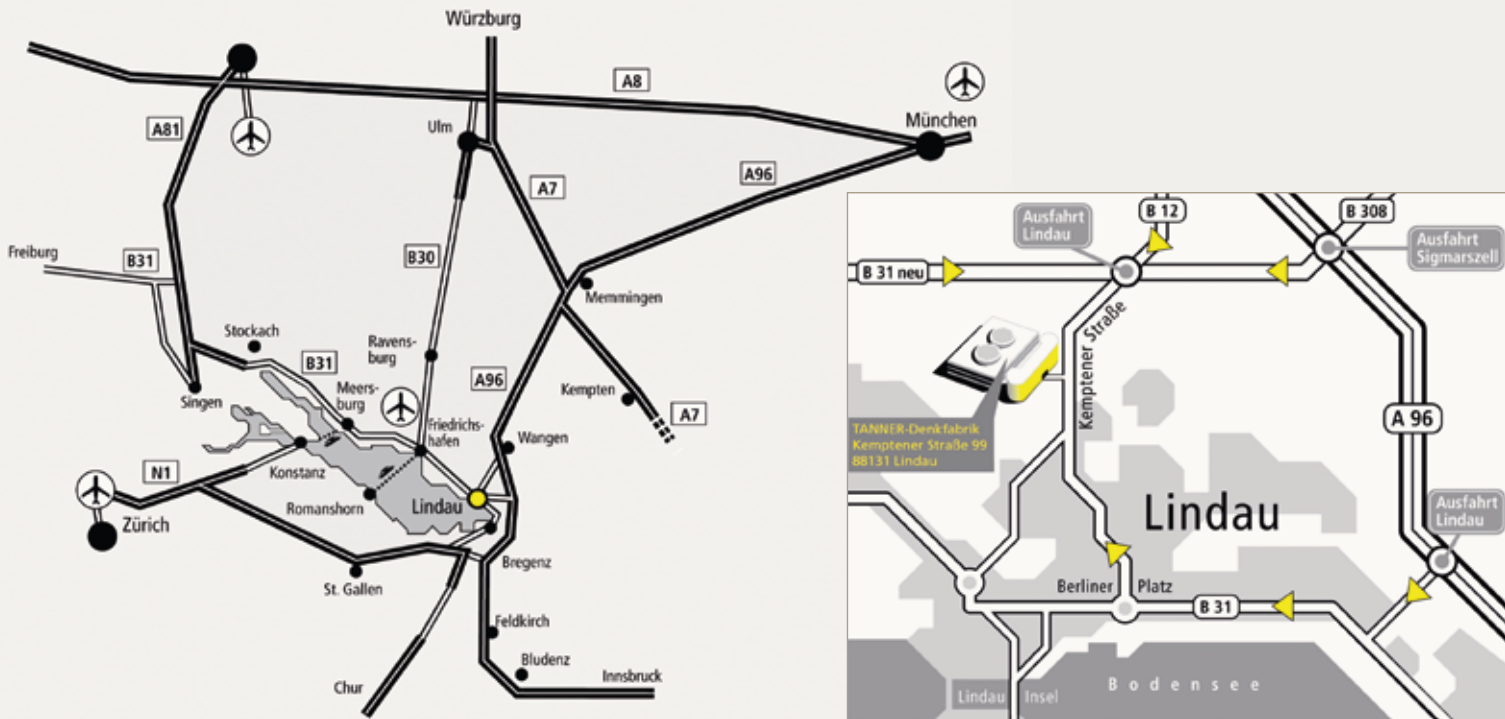 Würzburg
A8
A81
Ulm
München
A7
A96
Freiburg
B31
B30
Memmingen
Stockach
Ravens-
burg
B31
Meers-
burg
A96
Singen
Kempten
A7
Friedrichs-
hafen
Wangen
Konstanz
N1
Romanshorn
Lindau
Zürich
Bregenz
St. Gallen
Feldkirch
Bludenz
Innsbruck
Chur
Ausfahrt
Lindau
B 12
B 308
Ausfahrt
Sigmarszell
B 31 neu
Kemptener Straße
TANNER-Denkfabrik
Kemptener Straße 99
88131 Lindau
A 96
Lindau
Ausfahrt
Lindau
Berliner Platz
B 31
Bodensee
Lindau Insel